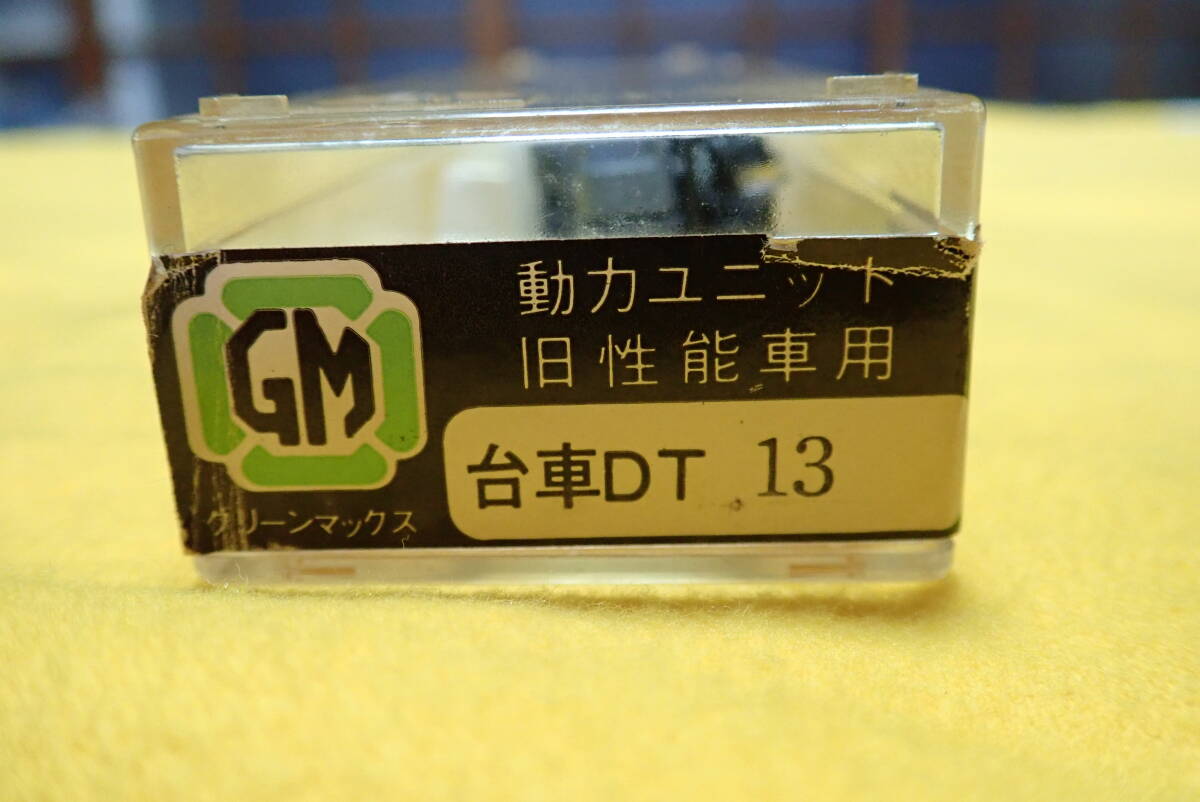 動力ユニット
旧性能車用
GM
台車DT 13
グリーンマックス